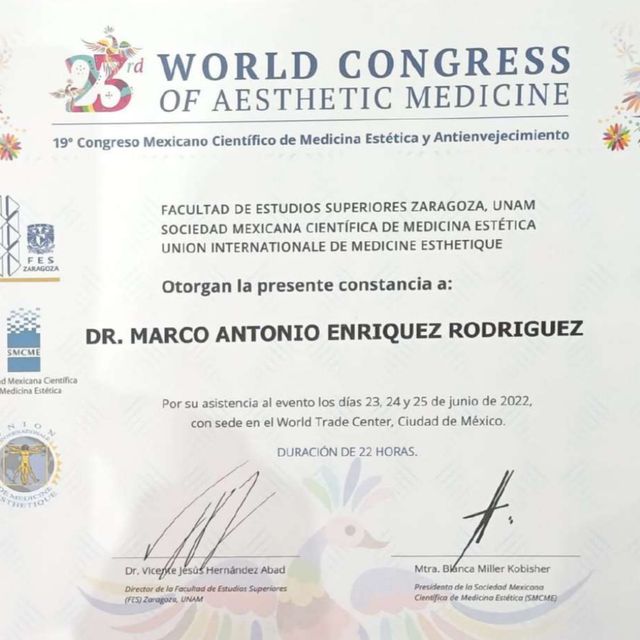 23rd WORLD CONGRESS
OF AESTHETIC MEDICINE
19° Congreso Mexicano Científico de Medicina Estética y Antienvejecimiento
FACULTAD DE ESTUDIOS SUPERIORES ZARAGOZA, UNAM
SOCIEDAD MEXICANA CIENTÍFICA DE MEDICINA ESTÉTICA
UNION INTERNATIONALE DE MEDICINE ESTHETIQUE
FES
ZARAGOZA
Otorgan la presente constancia a:
DR. MARCO ANTONIO ENRIQUEZ RODRIGUEZ
SMCME
Mexicana Científica
Medicina Estética
Por su asistencia al evento los días 23, 24 y 25 de junio de 2022,
con sede en el World Trade Center, Ciudad de México.
DURACIÓN DE 22 HORAS.
UNION
INTERNATIONALE
DE MEDICINE
ESTHETIQUE
Dr. Vicente Jesús Hernández Abad
Director de la Facultad de Estudios Superiores
(FES) Zaragoza, UNAM
Mtra. Blanca Miller Kobisher
Presidenta de la Sociedad Mexicana
Científica de Medicina Estética (SMCME)